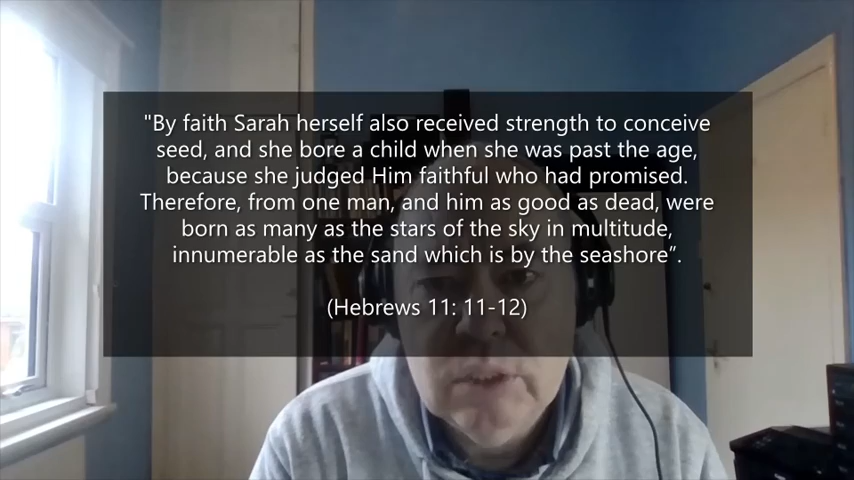 "By faith Sarah herself also received strength to conceive
seed, and she bore a child when she was past the age,
because she judged Him faithful who had promised.
Therefore, from one man, and him as good as dead, were
born as many as the stars of the sky in multitude,
innumerable as the sand which is by the seashore”.
(Hebrews 11: 11-12)